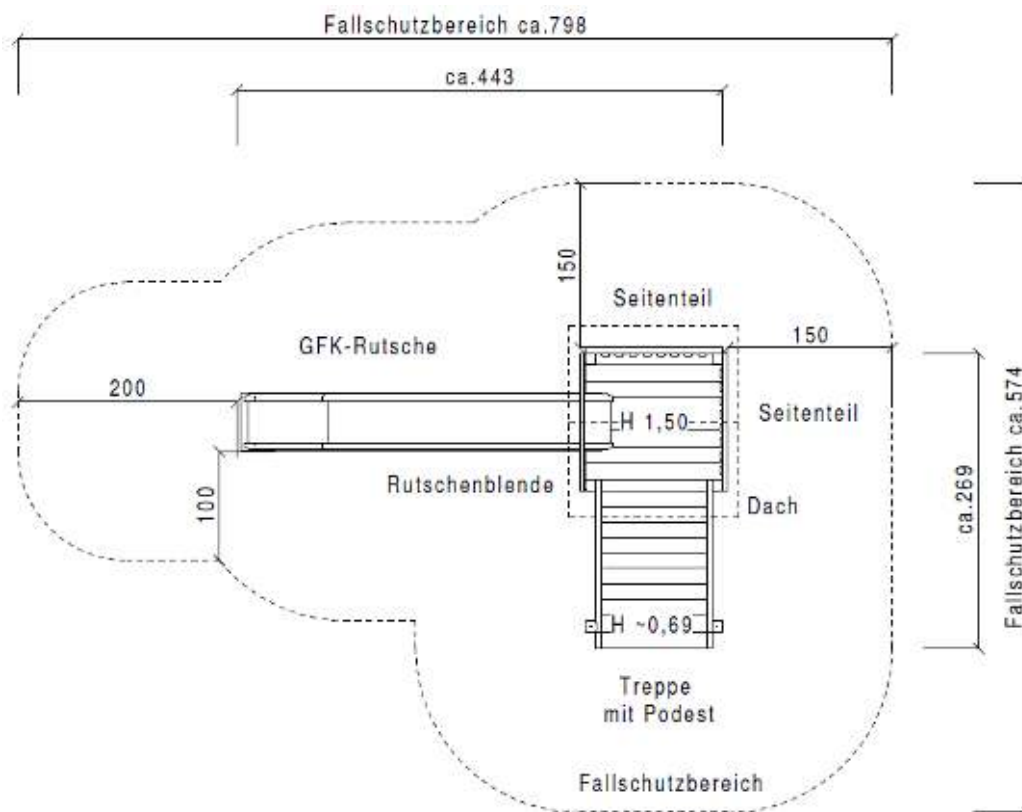 Fallschutzbereich ca.798
ca.443
150
Seitenteil
150
GFK-Rutsche
200
H 1,50
Seitenteil
Rutschenblende
Dach
100
ca.269
Fallschutzbereich ca.574
H ~0,69
Treppe
mit Podest
Fallschutzbereich